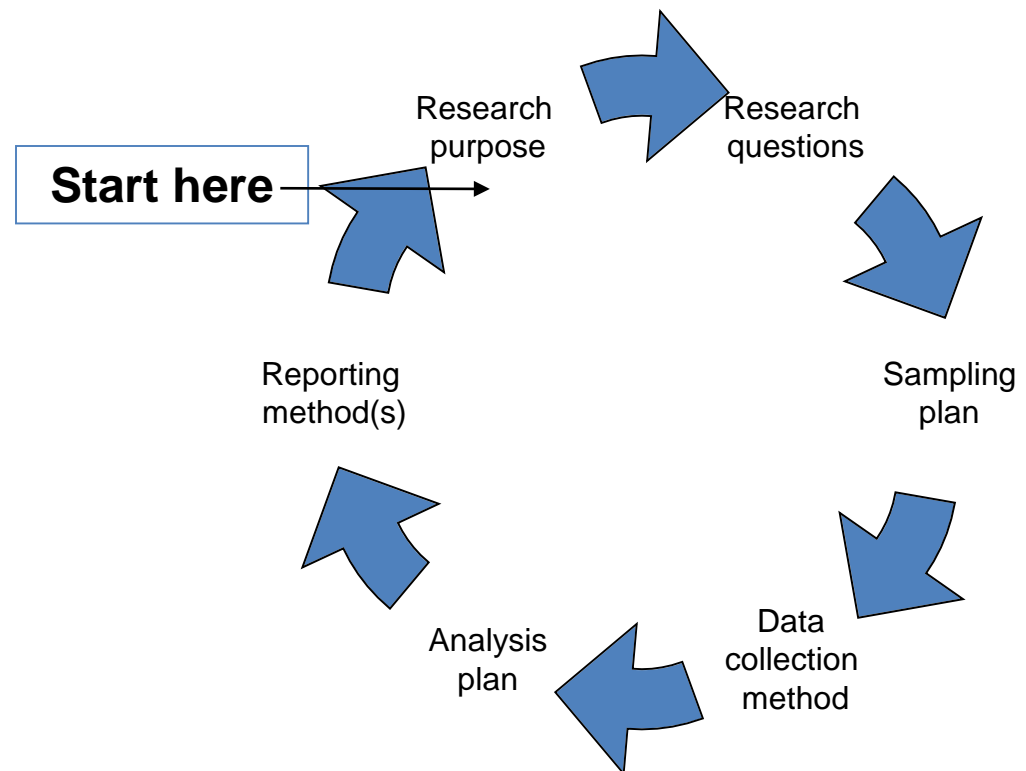 Start here
Research
purpose
Research
questions
Sampling
plan
Data
collection
method
Analysis
plan
Reporting
method(s)